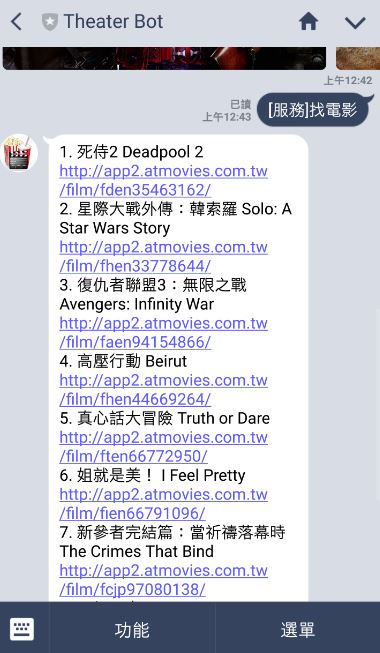 Theater Bot
上午12:42
已讀
上午12:43
[服務]找電影
1. 死侍2 Deadpool 2
http://app2.atmovies.com.tw
/film/fden35463162/
2. 星際大戰外傳：韓索羅 Solo: A
Star Wars Story
http://app2.atmovies.com.tw
/film/fhen33778644/
3. 復仇者聯盟3：無限之戰
Avengers: Infinity War
http://app2.atmovies.com.tw
/film/faen94154866/
4. 高壓行動 Beirut
http://app2.atmovies.com.tw
/film/fhen44669264/
5. 真心話大冒險 Truth or Dare
http://app2.atmovies.com.tw
/film/ften66772950/
6. 姐就是美！ I Feel Pretty
http://app2.atmovies.com.tw
/film/fien66791096/
7. 新參者完結篇：當祈禱落幕時
The Crimes That Bind
http://app2.atmovies.com.tw
/film/fcjp97080138/
功能
選單